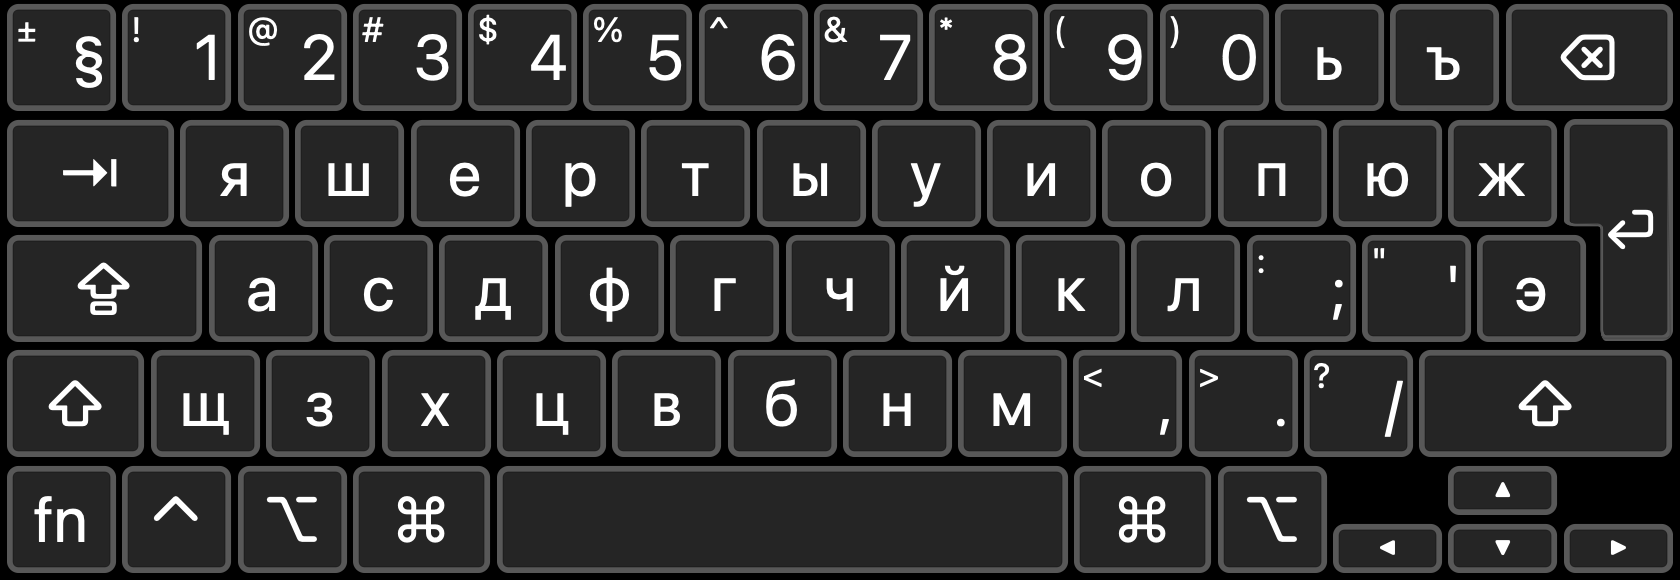 ± § ! 1 @ 2 # 3 $ 4 % 5 ^ 6 & 7 * 8 ( 9 ) 0 ь ъ
я ш е р т ы у и о п ю ж
а с д ф г ч й к л : ; " ' э
щ з х ц в б н м < , > . ? /
fn ^ ⌥ ⌘ ⌘ ⌥